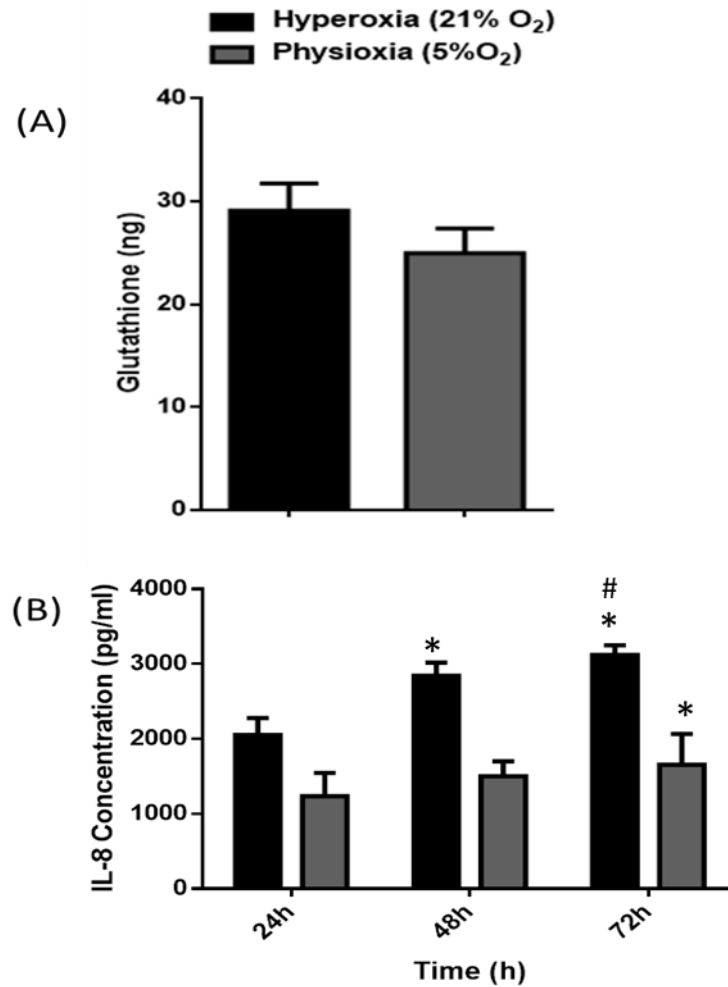 Hyperoxia (21% O₂)
Physioxia (5%O₂)
(A)
40
30
20
10
0
Glutathione (ng)
(B)
4000
3000
2000
1000
0
IL-8 Concentration (pg/ml)
#
*
*
*
24h
48h
72h
Time (h)